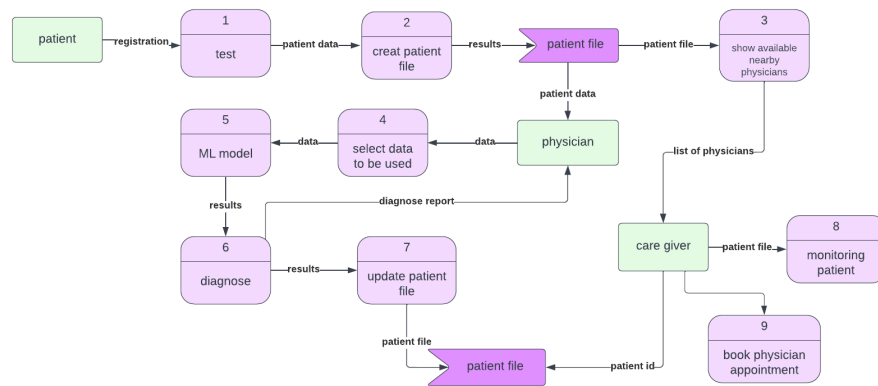 1
2
3
patient
registration
test
patient data
creat patient
file
results
patient file
patient file
show available
nearby
physicians
patient data
5
4
ML model
data
select data
to be used
data
physician
list of physicians
results
diagnose report
6
7
diagnose
results
update patient
file
care giver
patient file
8
monitoring
patient
9
book physician
appointment
patient file
patient file
patient id